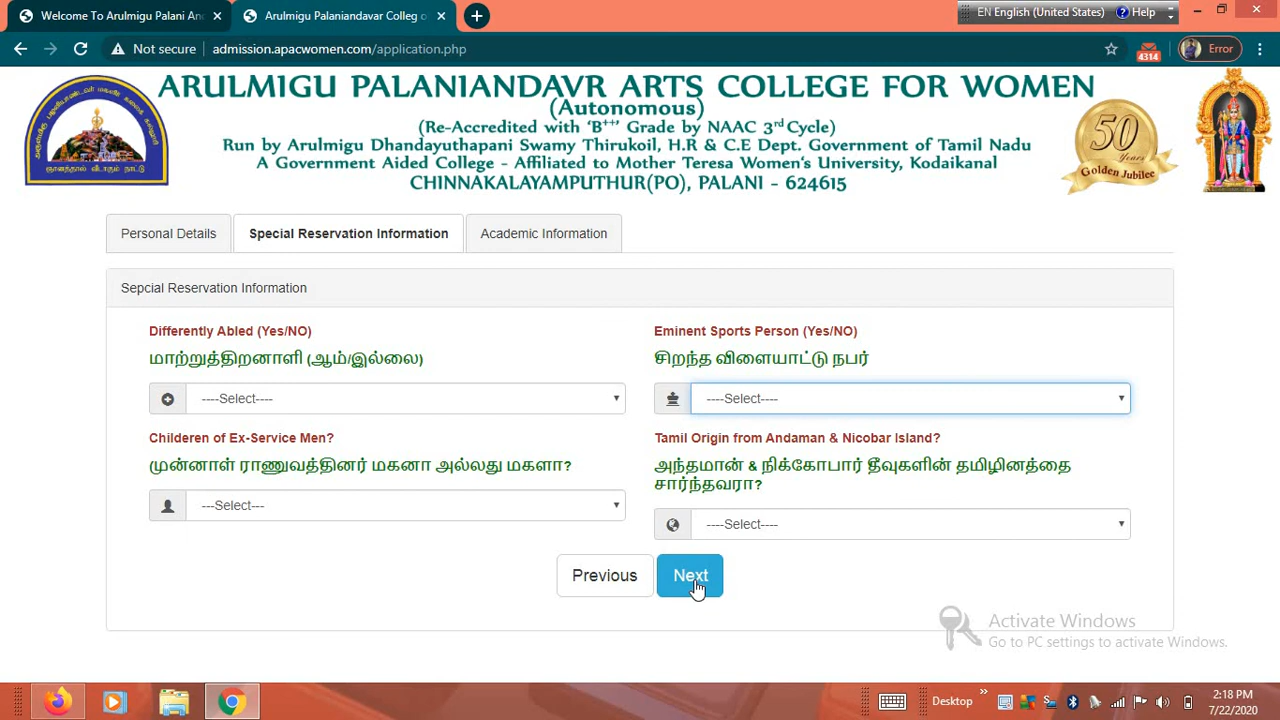 Welcome To Arulmigu Palani An
Arulmigu Palaniandavar Colleg o
EN English (United States)
Help
Not secure
admission.apacwomen.com/application.php
4314
Error
ARULMIGU PALANIANDAVR ARTS COLLEGE FOR WOMEN
(Autonomous)
(Re-Accredited with 'B++' Grade by NAAC 3rd Cycle)
Run by Arulmigu Dhandayuthapani Swamy Thirukoil, H.R & C.E Dept. Government of Tamil Nadu
A Government Aided College - Affiliated to Mother Teresa Women's University, Kodaikanal
CHINNAKALAYAMPUTHUR(PO), PALANI - 624615
50
Years
Golden Jubilee
Personal Details
Special Reservation Information
Academic Information
Sepcial Reservation Information
Differently Abled (Yes/NO)
மாற்றுத்திறனாளி (ஆம்/இல்லை)
----Select----
Eminent Sports Person (Yes/NO)
சிறந்த விளையாட்டு நபர்
----Select----
Childeren of Ex-Service Men?
முன்னாள் ராணுவத்தினர் மகனா அல்லது மகளா?
---Select---
Tamil Origin from Andaman & Nicobar Island?
அந்தமான் & நிக்கோபார் தீவுகளின் தமிழினத்தை
சார்ந்தவரா?
----Select----
Previous
Next
Activate Windows
Go to PC settings to activate Windows.
Desktop
2:18 PM
7/22/2020